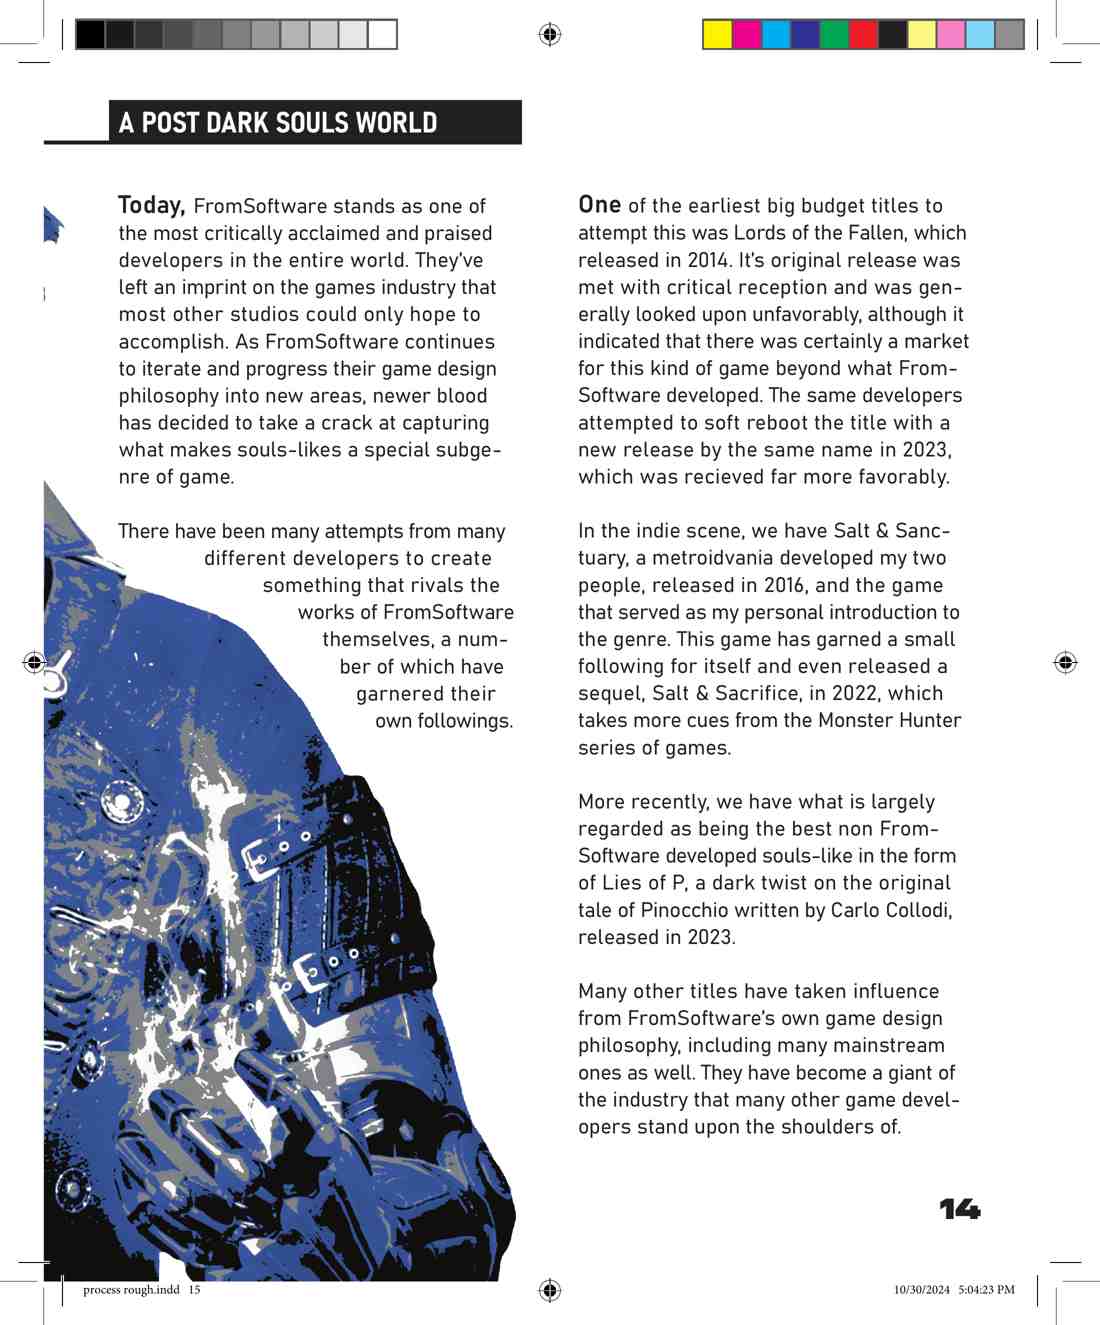 A POST DARK SOULS WORLD
Today, FromSoftware stands as one of
the most critically acclaimed and praised
developers in the entire world. They've
left an imprint on the games industry that
most other studios could only hope to
accomplish. As FromSoftware continues
to iterate and progress their game design
philosophy into new areas, newer blood
has decided to take a crack at capturing
what makes souls-likes a special subge-
nre of game.
There have been many attempts from many
different developers to create
something that rivals the
works of FromSoftware
themselves, a num-
ber of which have
garnered their
own followings.
One of the earliest big budget titles to
attempt this was Lords of the Fallen, which
released in 2014. It's original release was
met with critical reception and was gen-
erally looked upon unfavorably, although it
indicated that there was certainly a market
for this kind of game beyond what From-
Software developed. The same developers
attempted to soft reboot the title with a
new release by the same name in 2023,
which was recieved far more favorably.
In the indie scene, we have Salt & Sanc-
tuary, a metroidvania developed my two
people, released in 2016, and the game
that served as my personal introduction to
the genre. This game has garned a small
following for itself and even released a
sequel, Salt & Sacrifice, in 2022, which
takes more cues from the Monster Hunter
series of games.
More recently, we have what is largely
regarded as being the best non From-
Software developed souls-like in the form
of Lies of P, a dark twist on the original
tale of Pinocchio written by Carlo Collodi,
released in 2023.
Many other titles have taken influence
from FromSoftware's own game design
philosophy, including many mainstream
ones as well. They have become a giant of
the industry that many other game devel-
opers stand upon the shoulders of.
14
process rough.indd   15
10/30/2024   5:04:23 PM